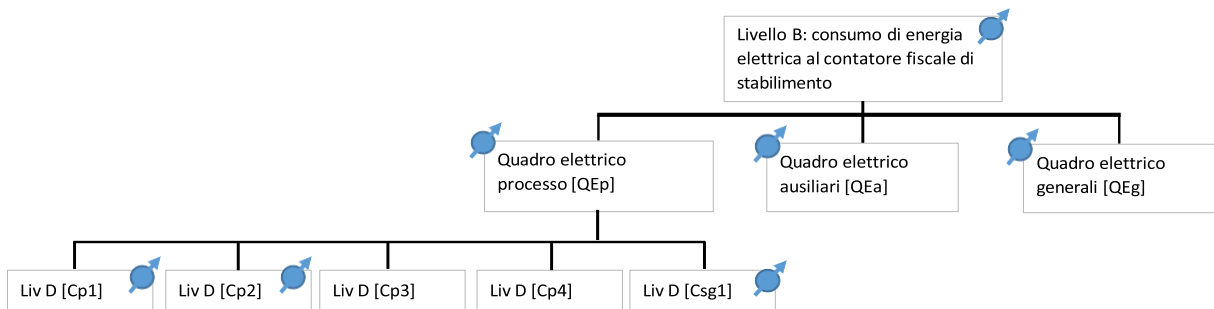 Livello B: consumo di energia
elettrica al contatore fiscale di
stabilimento
Quadro elettrico
processo [QEp]
Quadro elettrico
ausiliari [QEa]
Quadro elettrico
generali [QEg]
Liv D [Cp1]
Liv D [Cp2]
Liv D [Cp3]
Liv D [Cp4]
Liv D [Csg1]